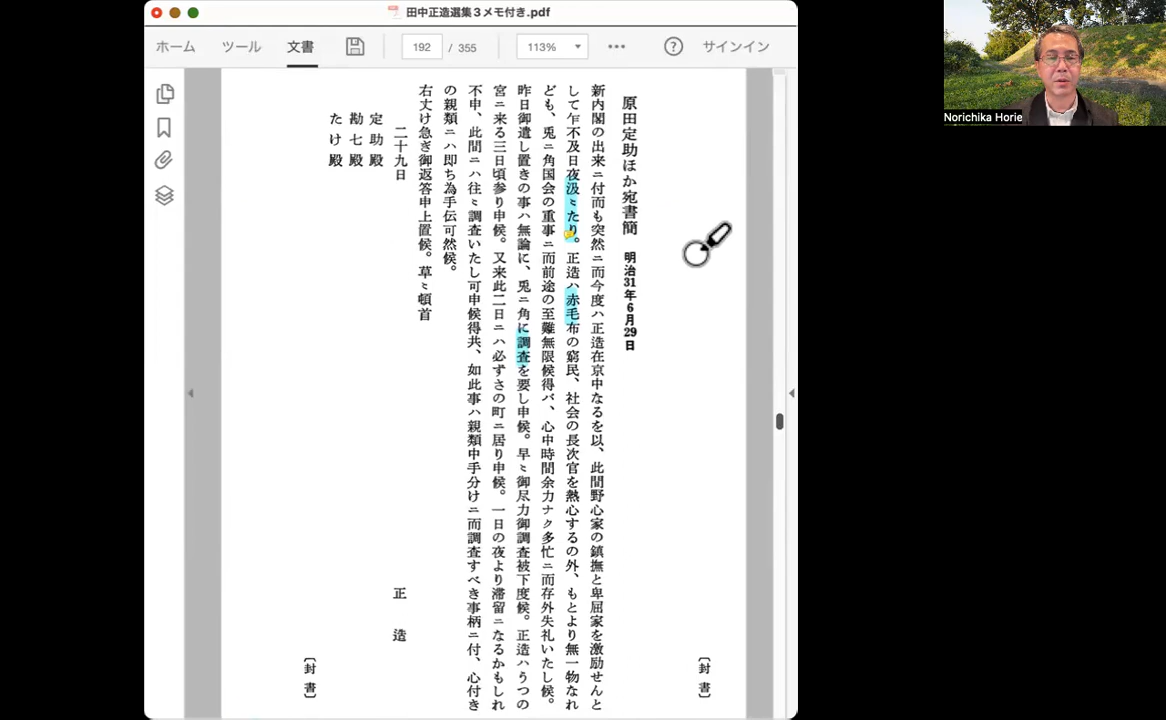 田中正造選集３メモ付き.pdf
ホーム ツール 文書 192 / 355 113% サインイン
Norichika Horie
〔封書〕
原田定助ほか宛書簡 明治31年6月29日
新内閣の出来ニ付而も突然ニ而今度ハ正造在京中なるを以、此間野心家の鎮撫と卑屈家を激励せんと
して乍不及日夜汲〻たり。正造ハ赤毛布の窮民、社会の長次官を熱心するの外、もとより無一物なれ
ども、兎ニ角国会の重事ニ而前途の至難無限候得バ、心中時間余力ナク多忙ニ而存外失礼いたし候。
昨日御遣し置きの事ハ無論に、兎ニ角に調査を要し申候。早〻御尽力御調査被下度候。正造ハうつの
宮ニ来る三日頃参り申候。又来此二日ニハ必ずさの町ニ居り申候。一日の夜より滞留ニなるかもしれ
不申、此間ニハ往〻調査いたし可申候得共、如此事ハ親類中手分けニ而調査すべき事柄ニ付、心付き
の親類ニハ即ち為手伝可然候。
右丈け急ぎ御返答申上置候。草〻頓首
二十九日
正造
定助殿
勘七殿
たけ殿
〔封書〕